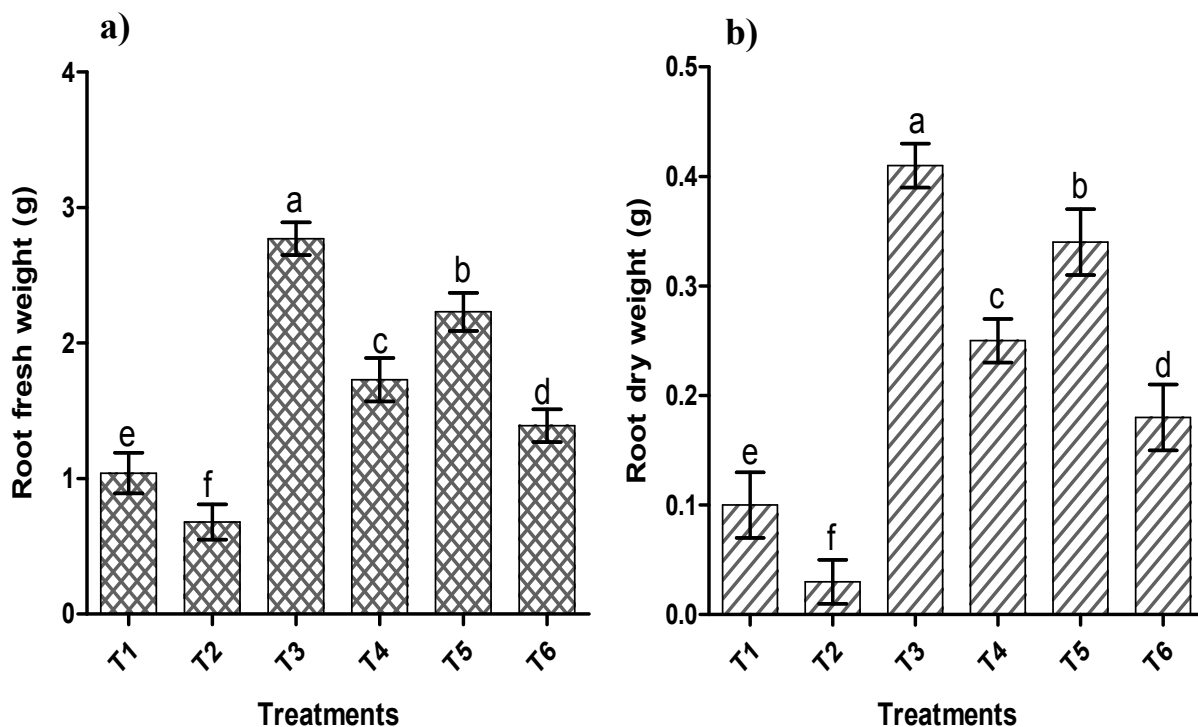 a)
Root fresh weight (g)
4
3
2
1
0
e
f
a
c
b
d
T1 T2 T3 T4 T5 T6
Treatments
b)
Root dry weight (g)
0.5
0.4
0.3
0.2
0.1
0.0
e
f
a
c
b
d
T1 T2 T3 T4 T5 T6
Treatments